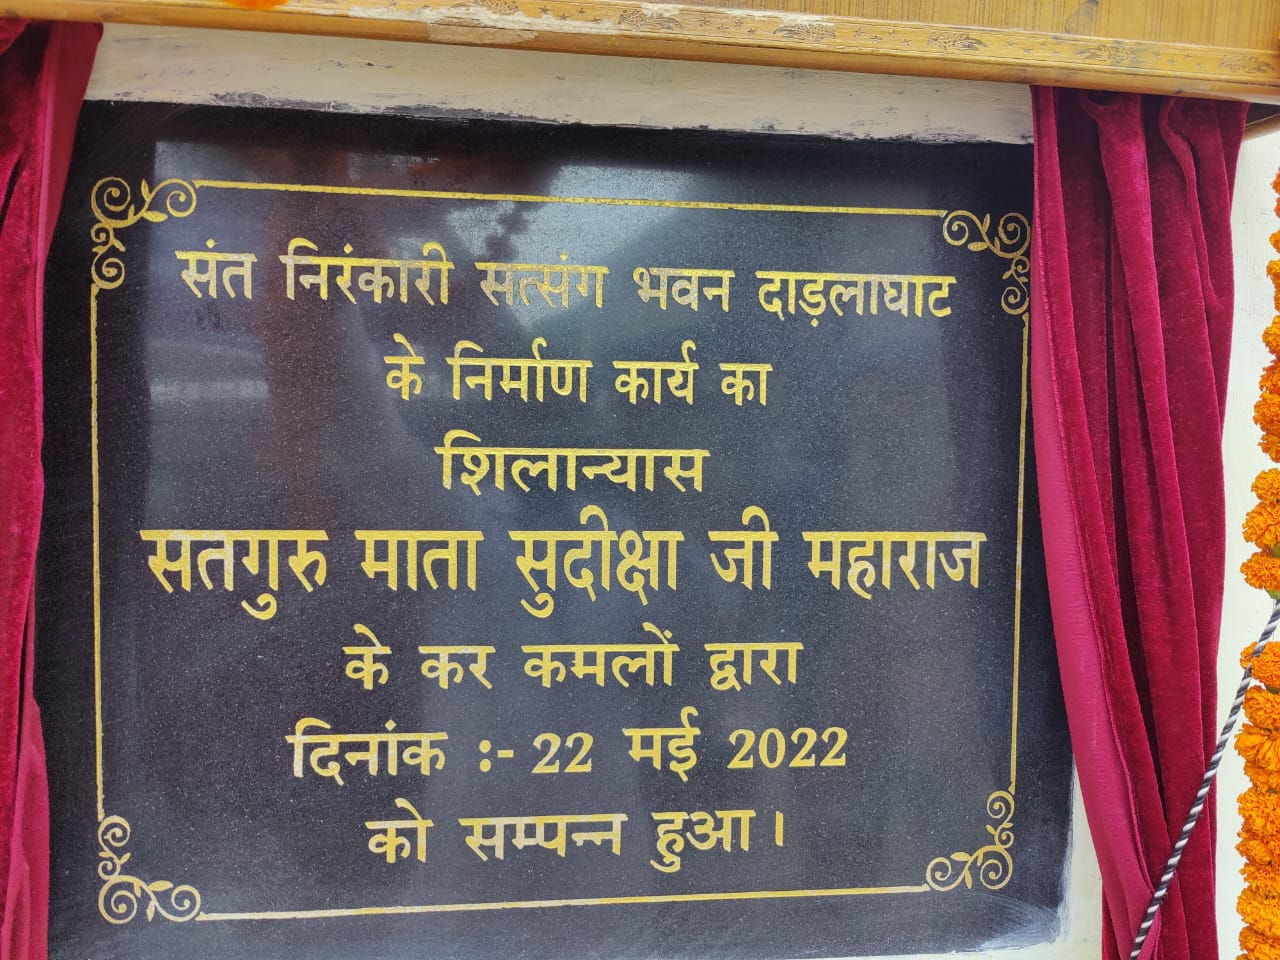 संत निरंकारी सत्संग भवन दाड़लाघाट
के निर्माण कार्य का
शिलान्यास
सतगुरु माता सुदीक्षा जी महाराज
के कर कमलों द्वारा
दिनांक :- 22 मई 2022
को सम्पन्न हुआ।